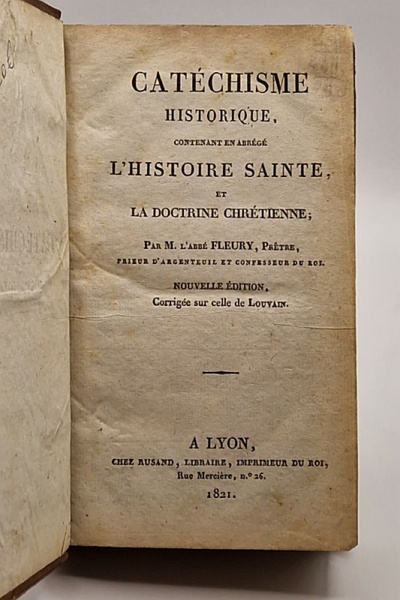 CATÉCHISME
HISTORIQUE,
CONTENANT EN ABRÉGÉ
L'HISTOIRE SAINTE,
ET
LA DOCTRINE CHRÉTIENNE;
PAR M. L'ABBÉ FLEURY, PRÊTRE,
PRIEUR D'ARGENTEUIL ET CONFESSEUR DU ROI.
NOUVELLE ÉDITION,
Corrigée sur celle de LOUVAIN.
A LYON,
CHEZ RUSAND, LIBRAIRE, IMPRIMEUR DU ROI,
Rue Mercière, n.º 26.
1821.